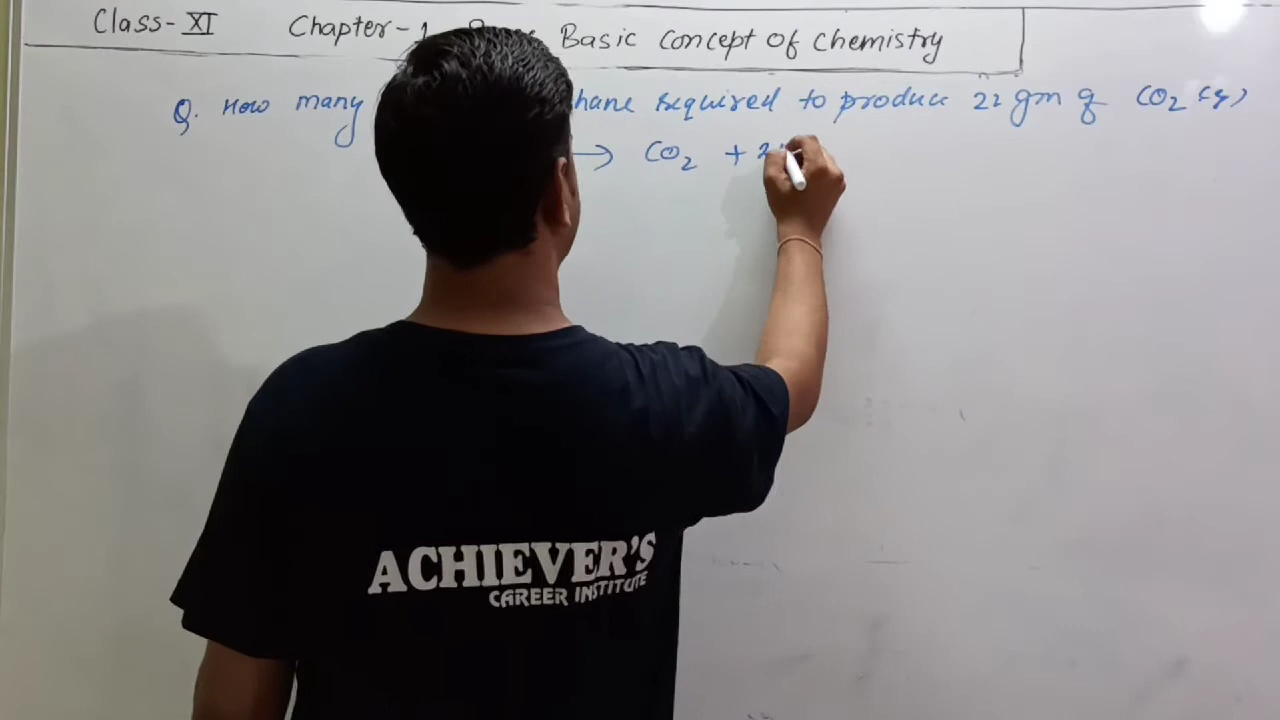 Class-XI Chapter-1 Basic Concept of Chemistry
Q. How many hane required to produce 22 gm of CO2 (g)
→ CO2 + 2
ACHIEVER'S
CAREER INSTITUTE